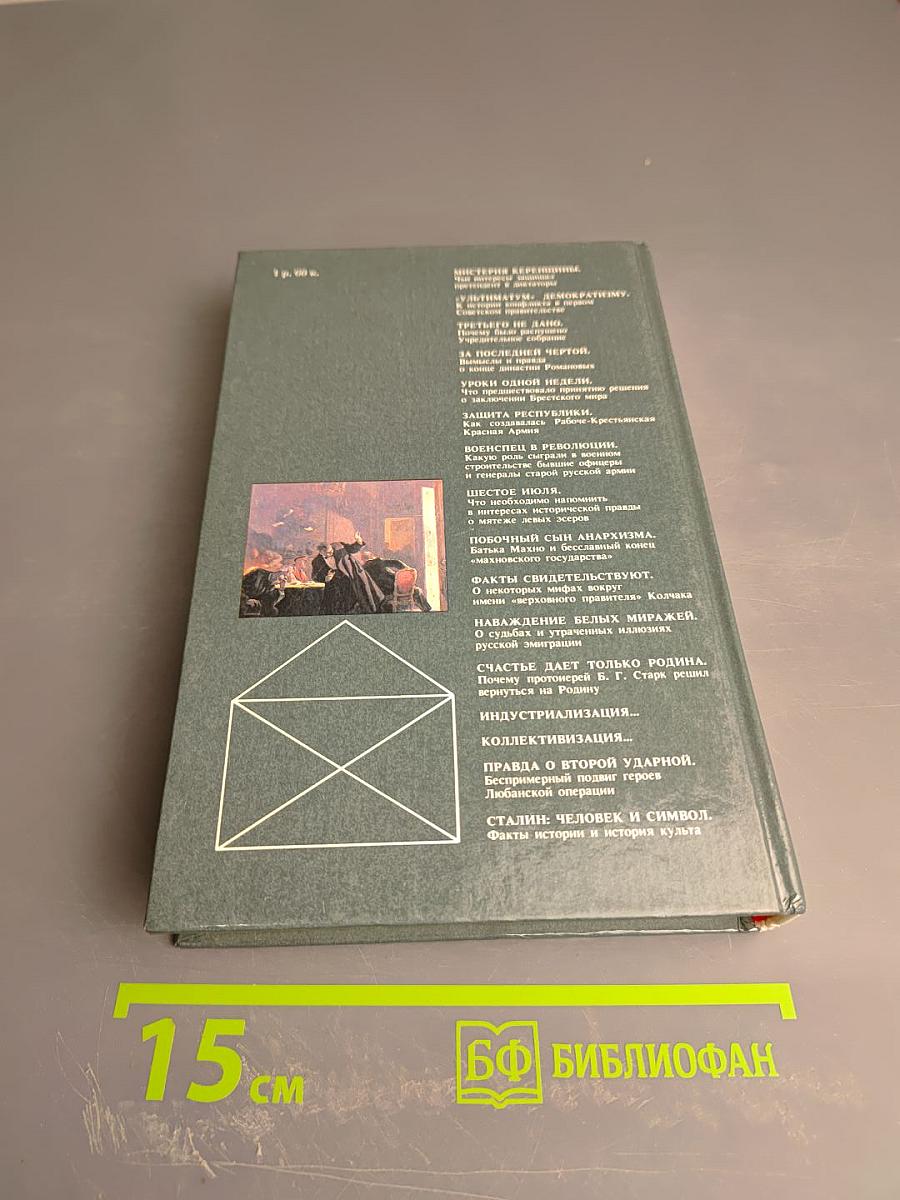 1 р. 60 к.
МИСТЕРИЯ КЕРЕНЩИНЫ.
Чьи интересы защищал
претендент в диктаторы
«УЛЬТИМАТУМ» ДЕМОКРАТИЗМУ.
К истории конфликта в первом
Советском правительстве
ТРЕТЬЕГО НЕ ДАНО.
Почему было распущено
Учредительное собрание
ЗА ПОСЛЕДНЕЙ ЧЕРТОЙ.
Вымыслы и правда
о конце династии Романовых
УРОКИ ОДНОЙ НЕДЕЛИ.
Что предшествовало принятию решения
о заключении Брестского мира
ЗАЩИТА РЕСПУБЛИКИ.
Как создавалась Рабоче-Крестьянская
Красная Армия
ВОЕНСПЕЦ В РЕВОЛЮЦИИ.
Какую роль сыграли в военном
строительстве бывшие офицеры
и генералы старой русской армии
ШЕСТОЕ ИЮЛЯ.
Что необходимо напомнить
в интересах исторической правды
о мятеже левых эсеров
ПОБОЧНЫЙ СЫН АНАРХИЗМА.
Батька Махно и бесславный конец
«махновского государства»
ФАКТЫ СВИДЕТЕЛЬСТВУЮТ.
О некоторых мифах вокруг
имени «верховного правителя» Колчака
НАВАЖДЕНИЕ БЕЛЫХ МИРАЖЕЙ.
О судьбах и утраченных иллюзиях
русской эмиграции
СЧАСТЬЕ ДАЕТ ТОЛЬКО РОДИНА.
Почему протоиерей Б. Г. Старк решил
вернуться на Родину
ИНДУСТРИАЛИЗАЦИЯ...
КОЛЛЕКТИВИЗАЦИЯ...
ПРАВДА О ВТОРОЙ УДАРНОЙ.
Беспримерный подвиг героев
Любанской операции
СТАЛИН: ЧЕЛОВЕК И СИМВОЛ.
Факты истории и история культа
15 см
БФ БИБЛИОФАН